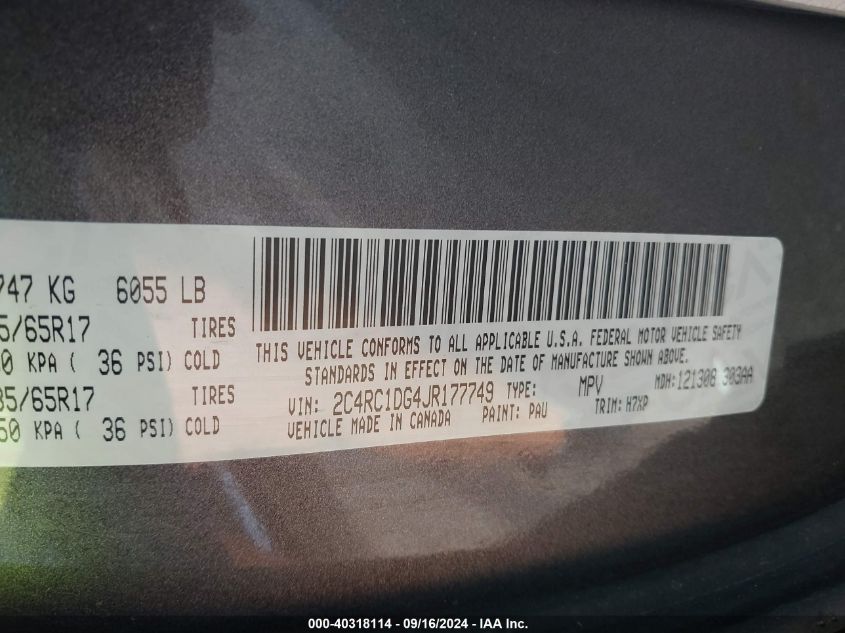 747 KG 6055 LB
5/65R17 TIRES
0 KPA ( 36 PSI) COLD
35/65R17 TIRES
50 KPA ( 36 PSI) COLD
THIS VEHICLE CONFORMS TO ALL APPLICABLE U.S.A. FEDERAL MOTOR VEHICLE SAFETY
STANDARDS IN EFFECT ON THE DATE OF MANUFACTURE SHOWN ABOVE.
VIN: 2C4RC1DG4JR177749 TYPE: MPV MDH:121308 303AA
VEHICLE MADE IN CANADA PAINT: PAU TRIM: H7XP
000-40318114 - 09/16/2024 - IAA Inc.